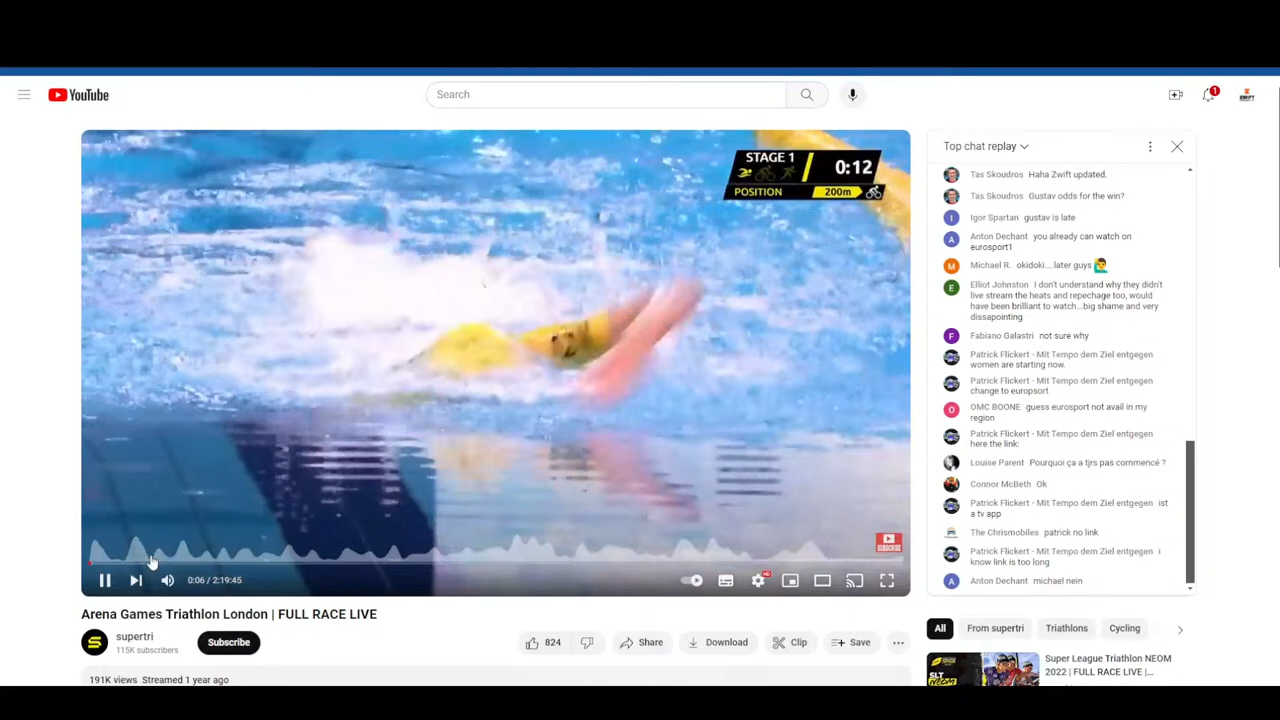 YouTube
Search
1
STAGE 1
0:12
POSITION
200m
SUBSCRIBE
HD
0:06 / 2:19:45
Arena Games Triathlon London | FULL RACE LIVE
supertri
115K subscribers
Subscribe
824
Share
Download
Clip
Save
191K views Streamed 1 year ago
Top chat replay
Tas Skoudros Haha Zwift updated.
Tas Skoudros Gustav odds for the win?
I
Igor Spartan gustav is late
A
Anton Dechant you already can watch on
eurosport1
M
Michael R. okidoki....later guys
E
Elliot Johnston I don't understand why they didn't
live stream the heats and repechage too, would
have been brilliant to watch...big shame and very
dissapointing
F
Fabiano Galastri not sure why
Patrick Flickert - Mit Tempo dem Ziel entgegen
women are starting now.
Patrick Flickert - Mit Tempo dem Ziel entgegen
change to europsort
O
OMC BOONE guess eurosport not avail in my
region
Patrick Flickert - Mit Tempo dem Ziel entgegen
here the link:
Louise Parent Pourquoi ça a tjrs pas commencé ?
Connor McBeth Ok
Patrick Flickert - Mit Tempo dem Ziel entgegen ist
a tv app
The Chrismobiles patrick no link
Patrick Flickert - Mit Tempo dem Ziel entgegen i
know link is too long
A
Anton Dechant michael nein
All
From supertri
Triathlons
Cycling
SLT
NEOM
Super League Triathlon NEOM
2022 | FULL RACE LIVE |...